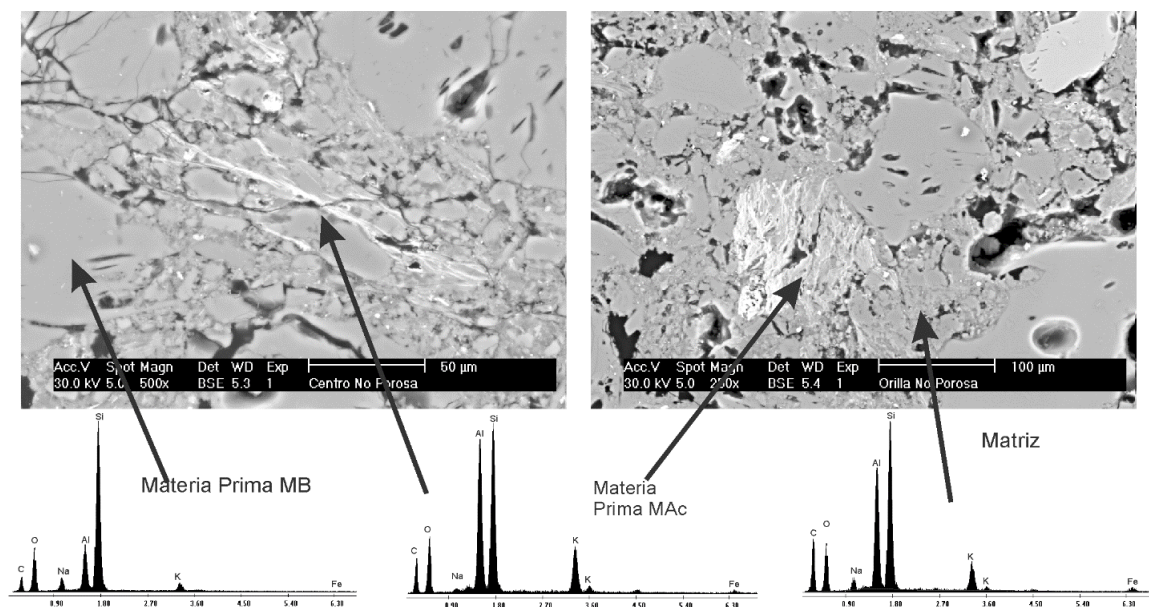 Acc.V Spot Magn Det WD Exp 50 µm
30.0 kV 5.0 500x BSE 5.3 1 Centro No Porosa
Acc.V Spot Magn Det WD Exp 100 µm
30.0 kV 5.0 250x BSE 5.4 1 Orilla No Porosa
Materia Prima MB
Materia
Prima MAc
Matriz
C O Na Al Si K Fe
0.90 1.80 2.70 3.60 4.50 5.40 6.30
C O Na Al Si K K Fe
0.90 1.80 2.70 3.60 4.50 5.40 6.30
C O Na Al Si K K Fe
0.90 1.80 2.70 3.60 4.50 5.40 6.30